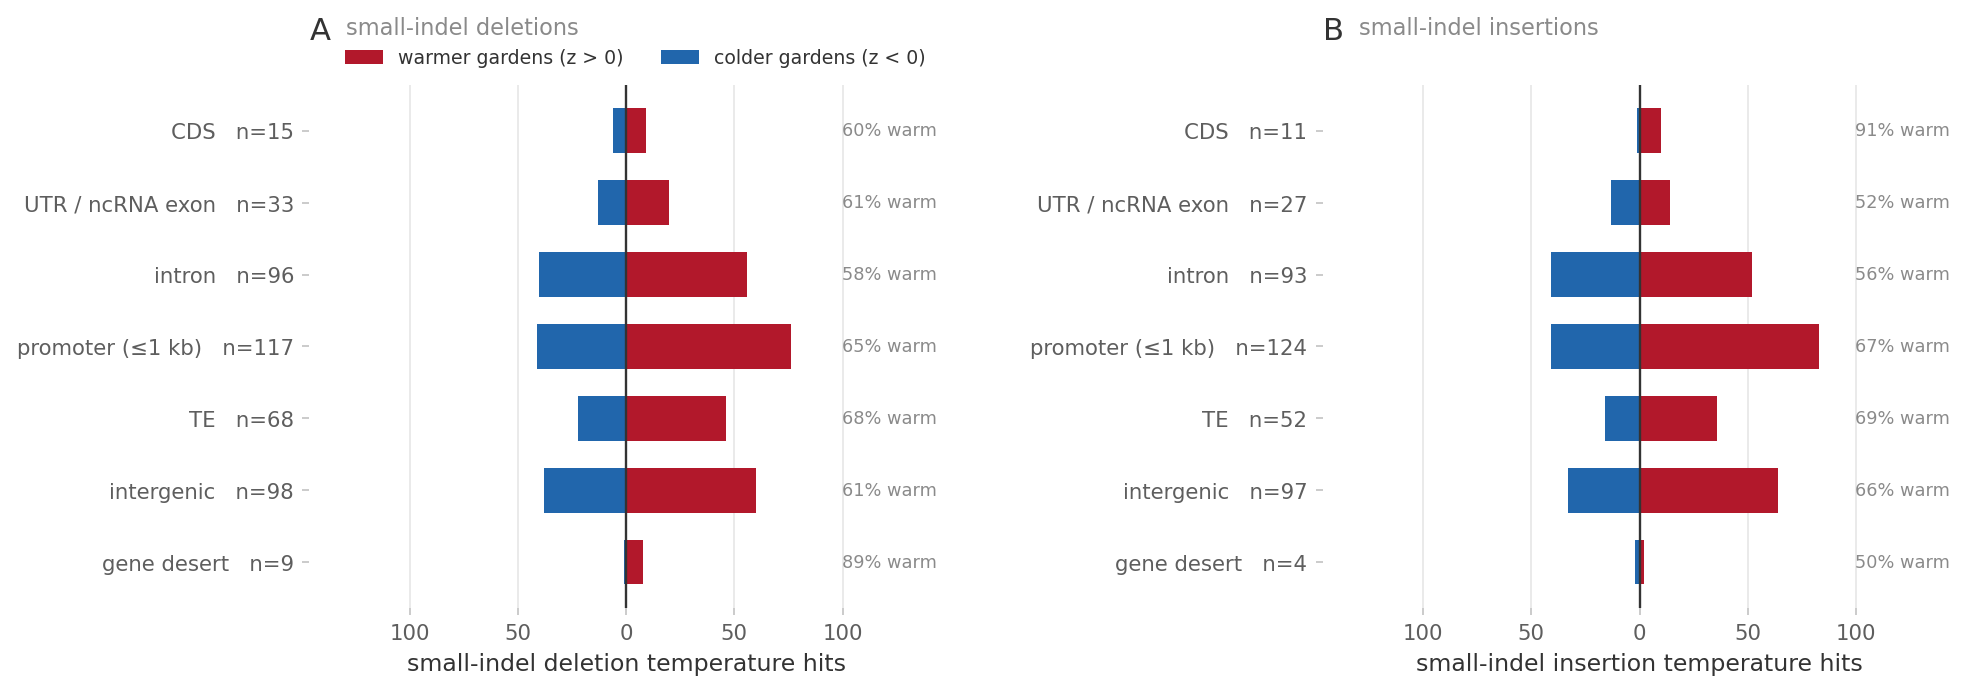 A small-indel deletions
warmer gardens (z > 0) colder gardens (z < 0)
CDS n=15 60% warm
UTR / ncRNA exon n=33 61% warm
intron n=96 58% warm
promoter (≤1 kb) n=117 65% warm
TE n=68 68% warm
intergenic n=98 61% warm
gene desert n=9 89% warm
100 50 0 50 100
small-indel deletion temperature hits
B small-indel insertions
CDS n=11 91% warm
UTR / ncRNA exon n=27 52% warm
intron n=93 56% warm
promoter (≤1 kb) n=124 67% warm
TE n=52 69% warm
intergenic n=97 66% warm
gene desert n=4 50% warm
100 50 0 50 100
small-indel insertion temperature hits